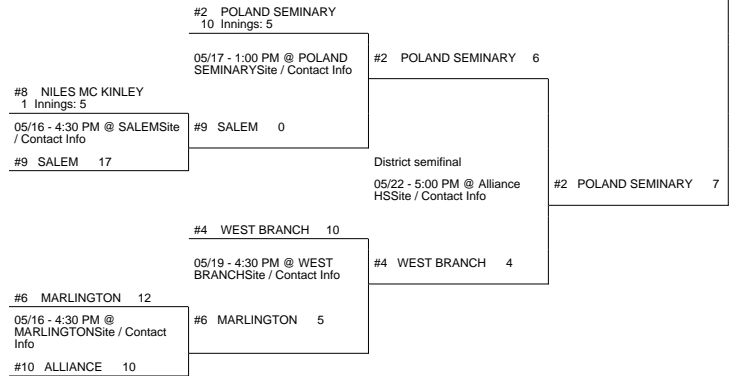 #2 POLAND SEMINARY
10 Innings: 5
05/17 - 1:00 PM @ POLAND
SEMINARYSite / Contact Info
#2 POLAND SEMINARY 6
#8 NILES MC KINLEY
1 Innings: 5
05/16 - 4:30 PM @ SALEMSite
/ Contact Info
#9 SALEM 0
#9 SALEM 17
District semifinal
05/22 - 5:00 PM @ Alliance
HSSite / Contact Info
#2 POLAND SEMINARY 7
#4 WEST BRANCH 10
05/19 - 4:30 PM @ WEST
BRANCHSite / Contact Info
#4 WEST BRANCH 4
#6 MARLINGTON 12
05/16 - 4:30 PM @
MARLINGTONSite / Contact
Info
#6 MARLINGTON 5
#10 ALLIANCE 10